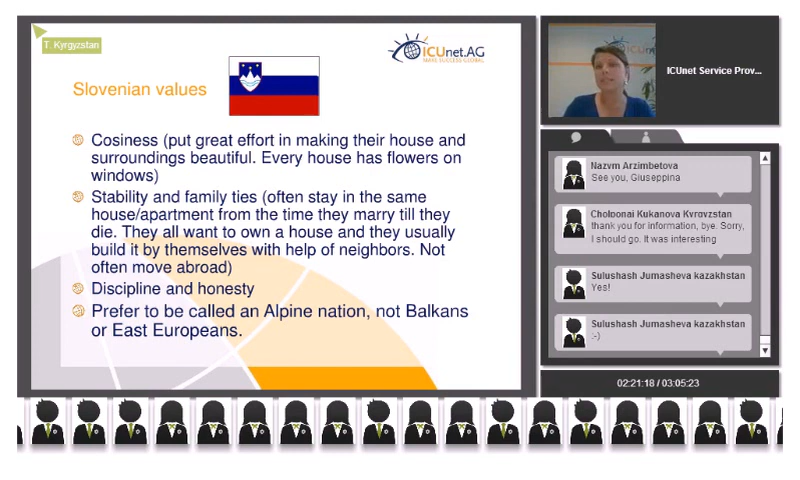 T. Kyrgyzstan
ICUnet.AG
MAKE SUCCESS GLOBAL.
Slovenian values
Cosiness (put great effort in making their house and
surroundings beautiful. Every house has flowers on
windows)
Stability and family ties (often stay in the same
house/apartment from the time they marry till they
die. They all want to own a house and they usually
build it by themselves with help of neighbors. Not
often move abroad)
Discipline and honesty
Prefer to be called an Alpine nation, not Balkans
or East Europeans.
ICUnet Service Prov...
Nazym Arzimbetova
See you, Giuseppina
Cholponai Kukanova Kyrgyzstan
thank you for information, bye. Sorry,
I should go. It was interesting
Sulushash Jumasheva kazakhstan
Yes!
Sulushash Jumasheva kazakhstan
:-)
02:21:18 / 03:05:23